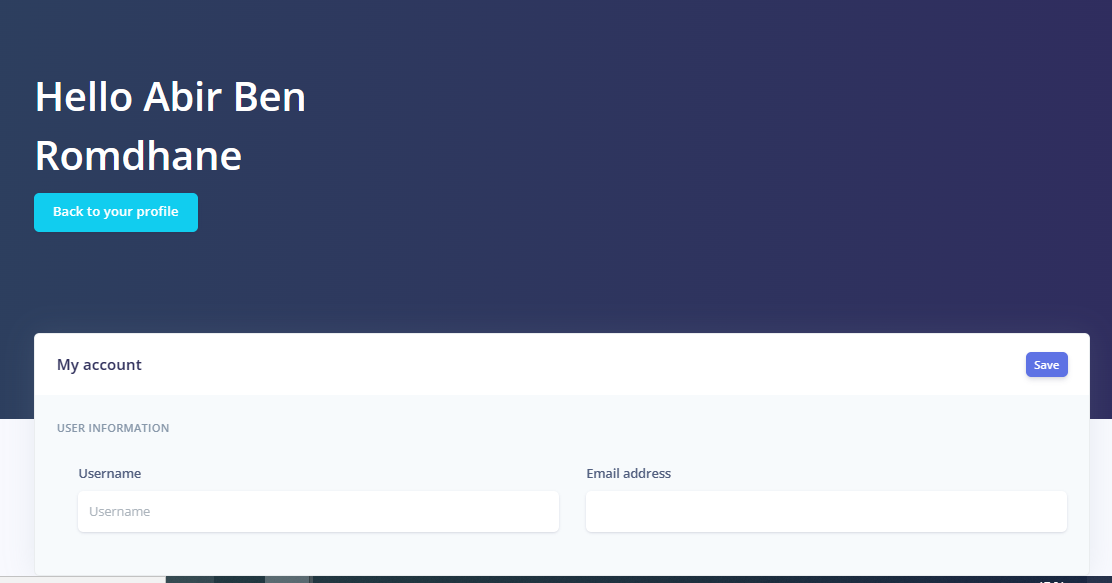 Hello Abir Ben
Romdhane
Back to your profile
My account
Save
USER INFORMATION
Username
Email address
Username